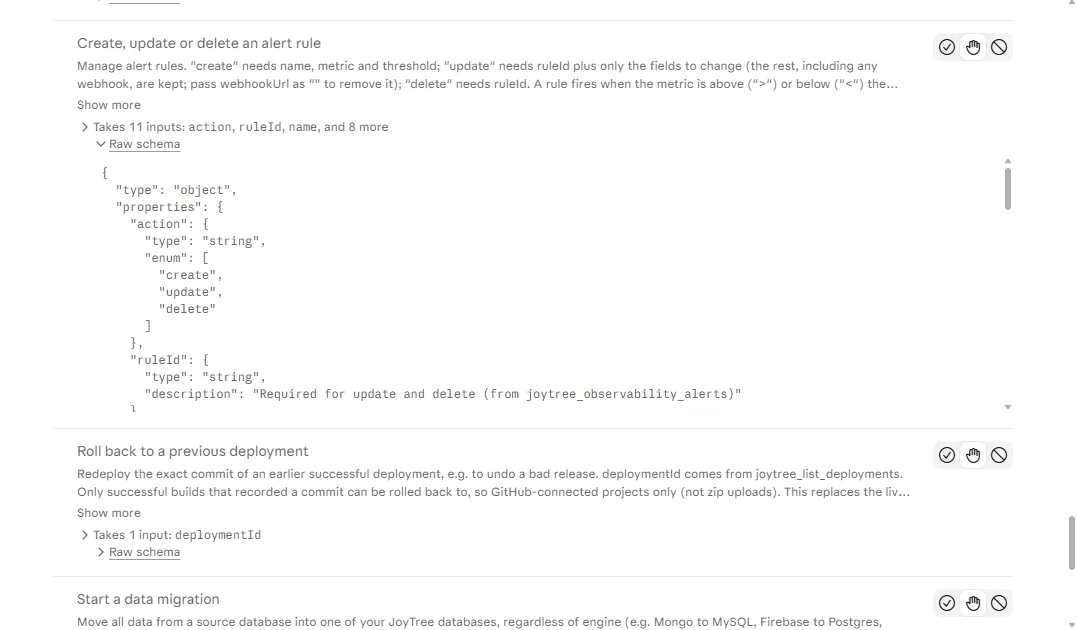 Create, update or delete an alert rule
Manage alert rules. "create" needs name, metric and threshold; "update" needs ruleId plus only the fields to change (the rest, including any
webhook, are kept; pass webhookUrl as "" to remove it); "delete" needs ruleId. A rule fires when the metric is above (">") or below ("<") the...
Show more
Takes 11 inputs: action, ruleId, name, and 8 more
Raw schema
{
"type": "object",
"properties": {
"action": {
"type": "string",
"enum": [
"create",
"update",
"delete"
]
},
"ruleId": {
"type": "string",
"description": "Required for update and delete (from joytree_observability_alerts)"
}
Roll back to a previous deployment
Redeploy the exact commit of an earlier successful deployment, e.g. to undo a bad release. deploymentId comes from joytree_list_deployments.
Only successful builds that recorded a commit can be rolled back to, so GitHub-connected projects only (not zip uploads). This replaces the liv...
Show more
Takes 1 input: deploymentId
Raw schema
Start a data migration
Move all data from a source database into one of your JoyTree databases, regardless of engine (e.g. Mongo to MySQL, Firebase to Postgres,